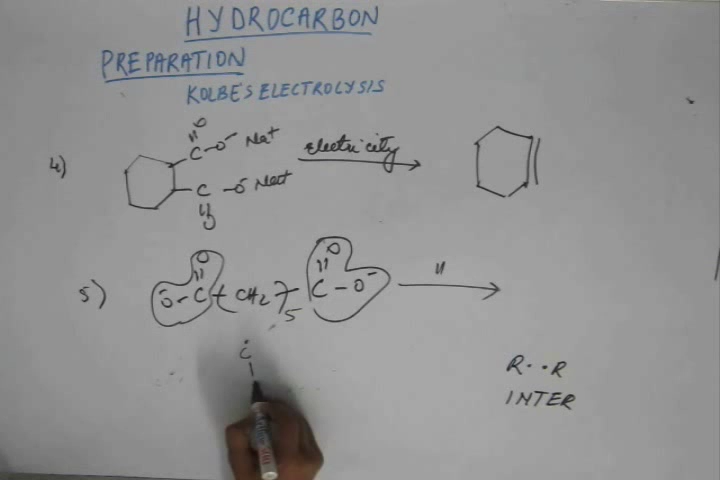 HYDROCARBON
PREPARATION
KOLBE'S ELECTROLYSIS
4)
O
C-O⁻ Na+ Electricity
C -O⁻ Na+
O
5)
O O
⁻O-C-(CH2)5-C-O⁻ "
Ċ
R··R
INTER